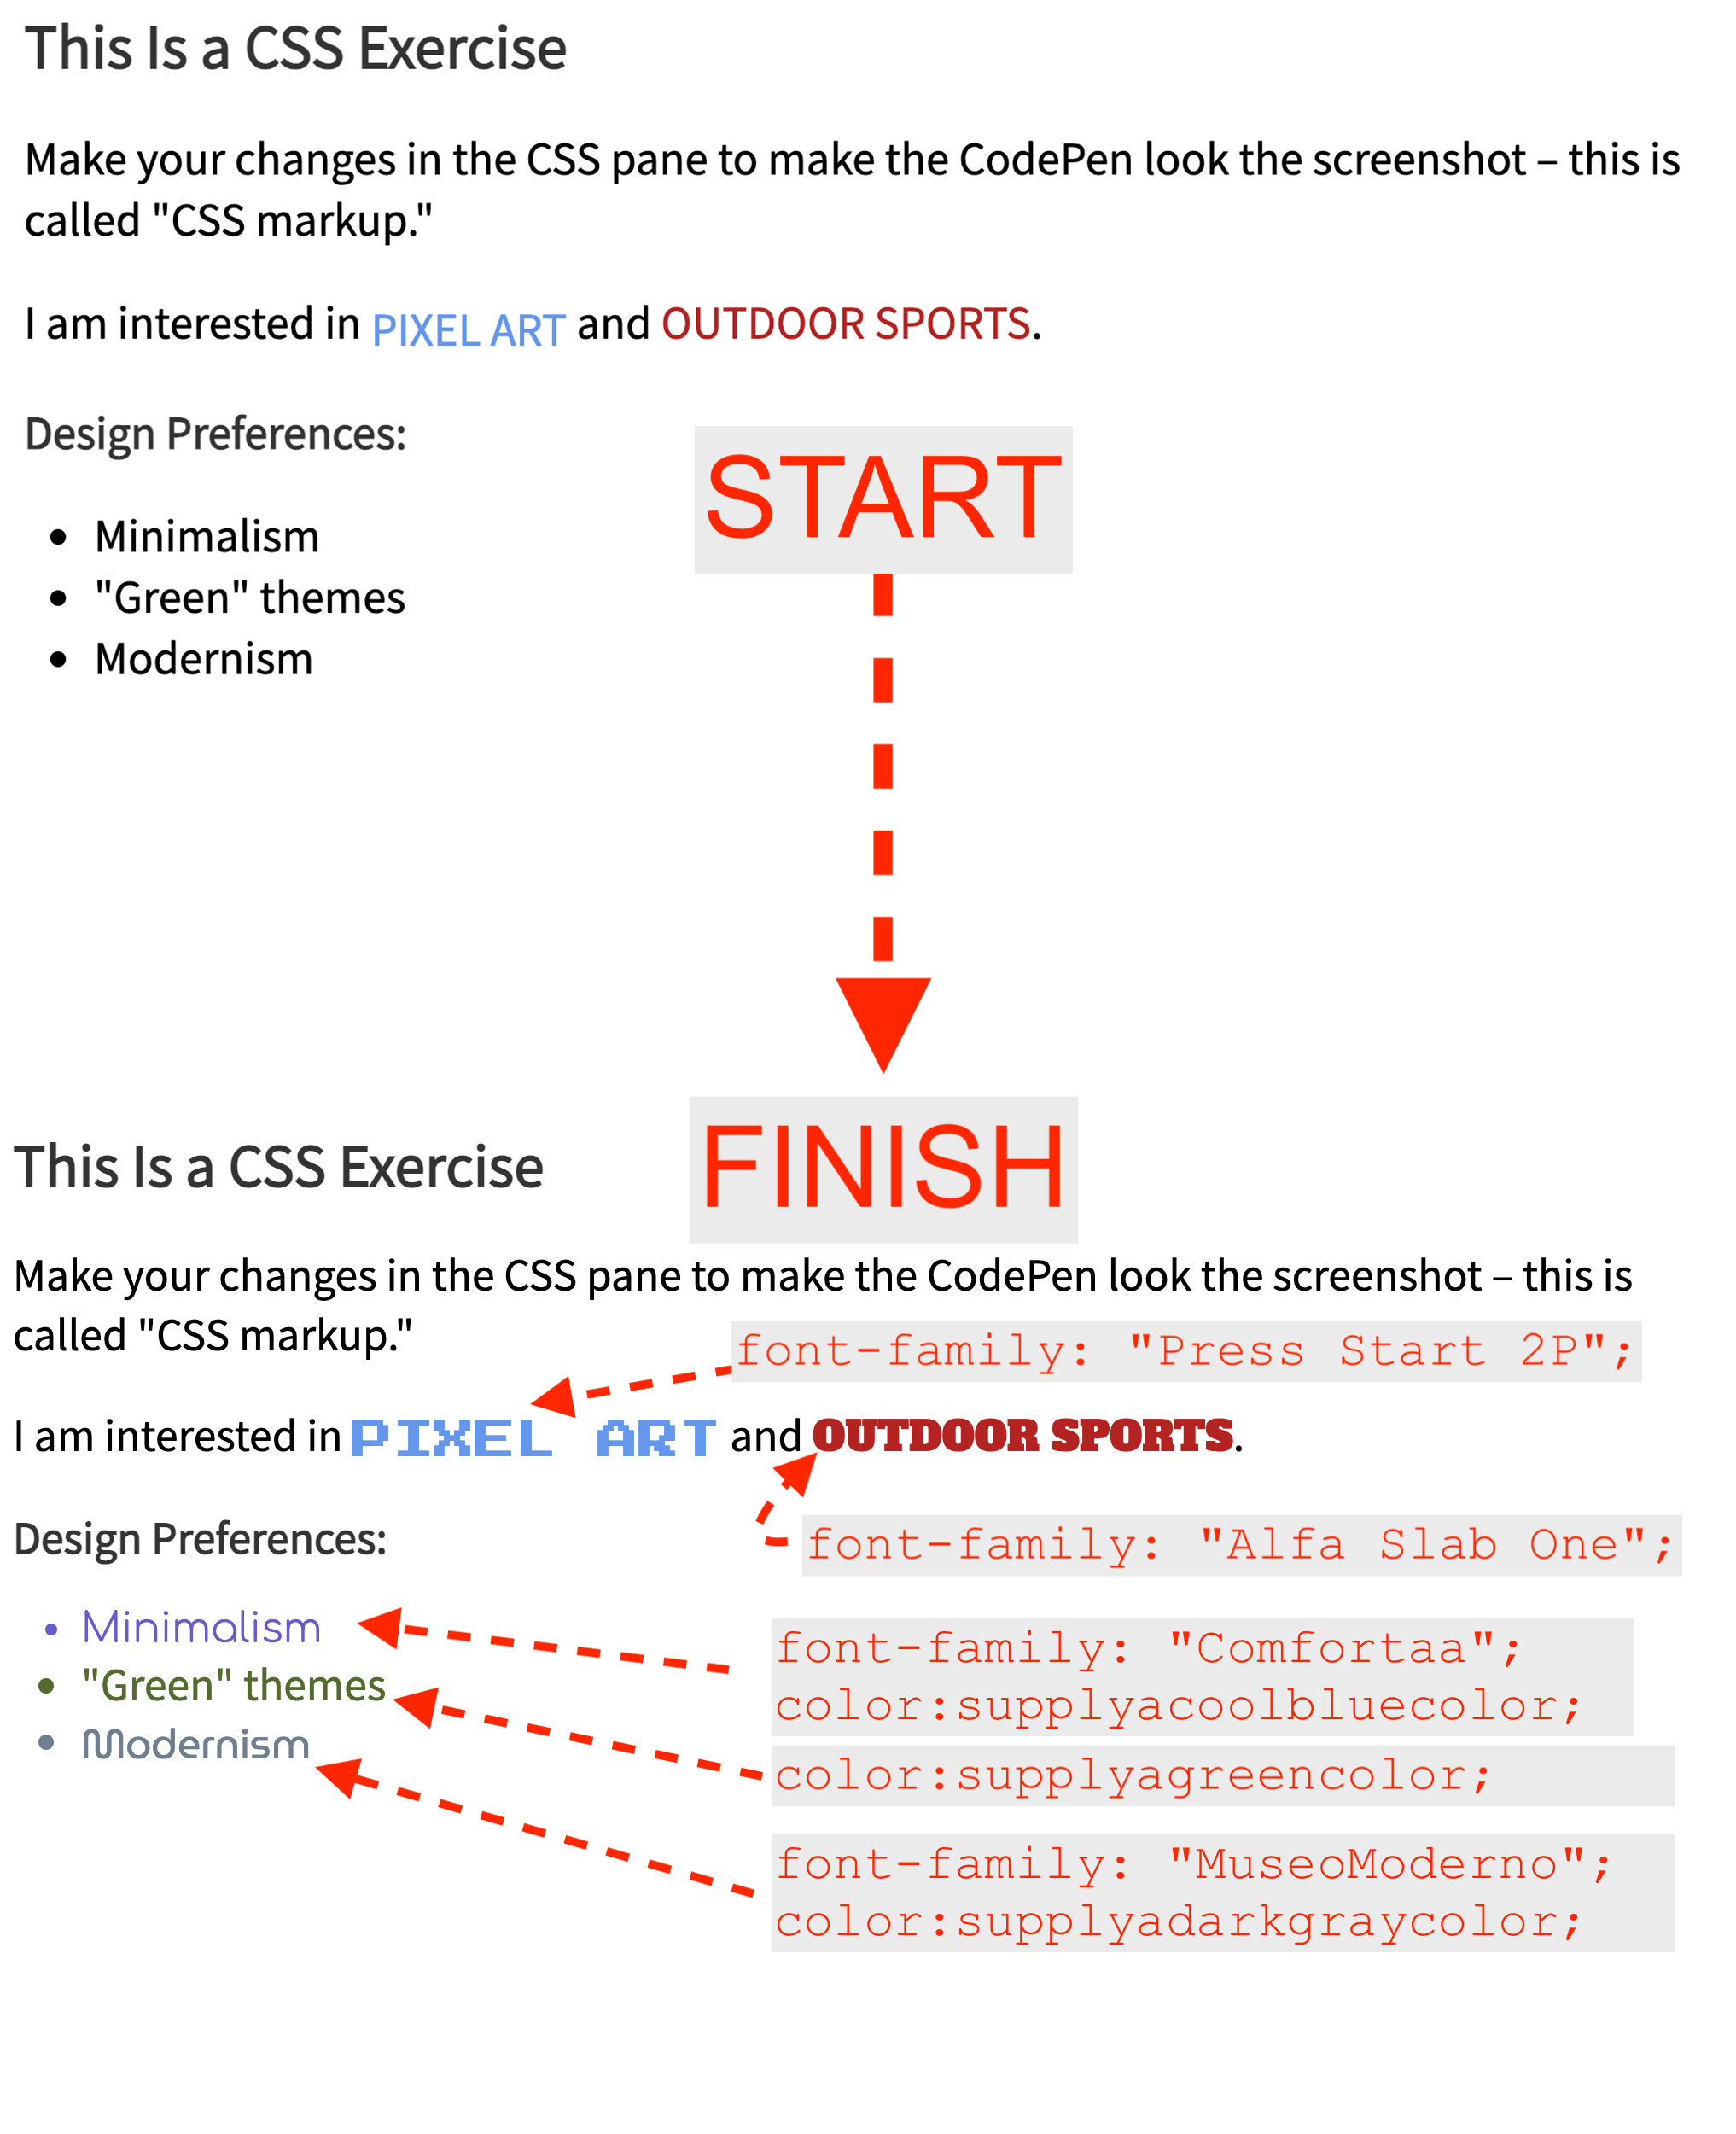 This Is a CSS Exercise
Make your changes in the CSS pane to make the CodePen look the screenshot – this is
called "CSS markup."
I am interested in PIXEL ART and OUTDOOR SPORTS.
Design Preferences:
START
Minimalism
"Green" themes
Modernism
FINISH
This Is a CSS Exercise
Make your changes in the CSS pane to make the CodePen look the screenshot – this is
called "CSS markup."
font-family: "Press Start 2P";
I am interested in PIXEL ART and OUTDOOR SPORTS.
Design Preferences:
font-family: "Alfa Slab One";
Minimalism
"Green" themes
Modernism
font-family: "Comfortaa";
color:supplyacoolbluecolor;
color:supplyagreencolor;
font-family: "MuseoModerno";
color:supplyadarkgraycolor;